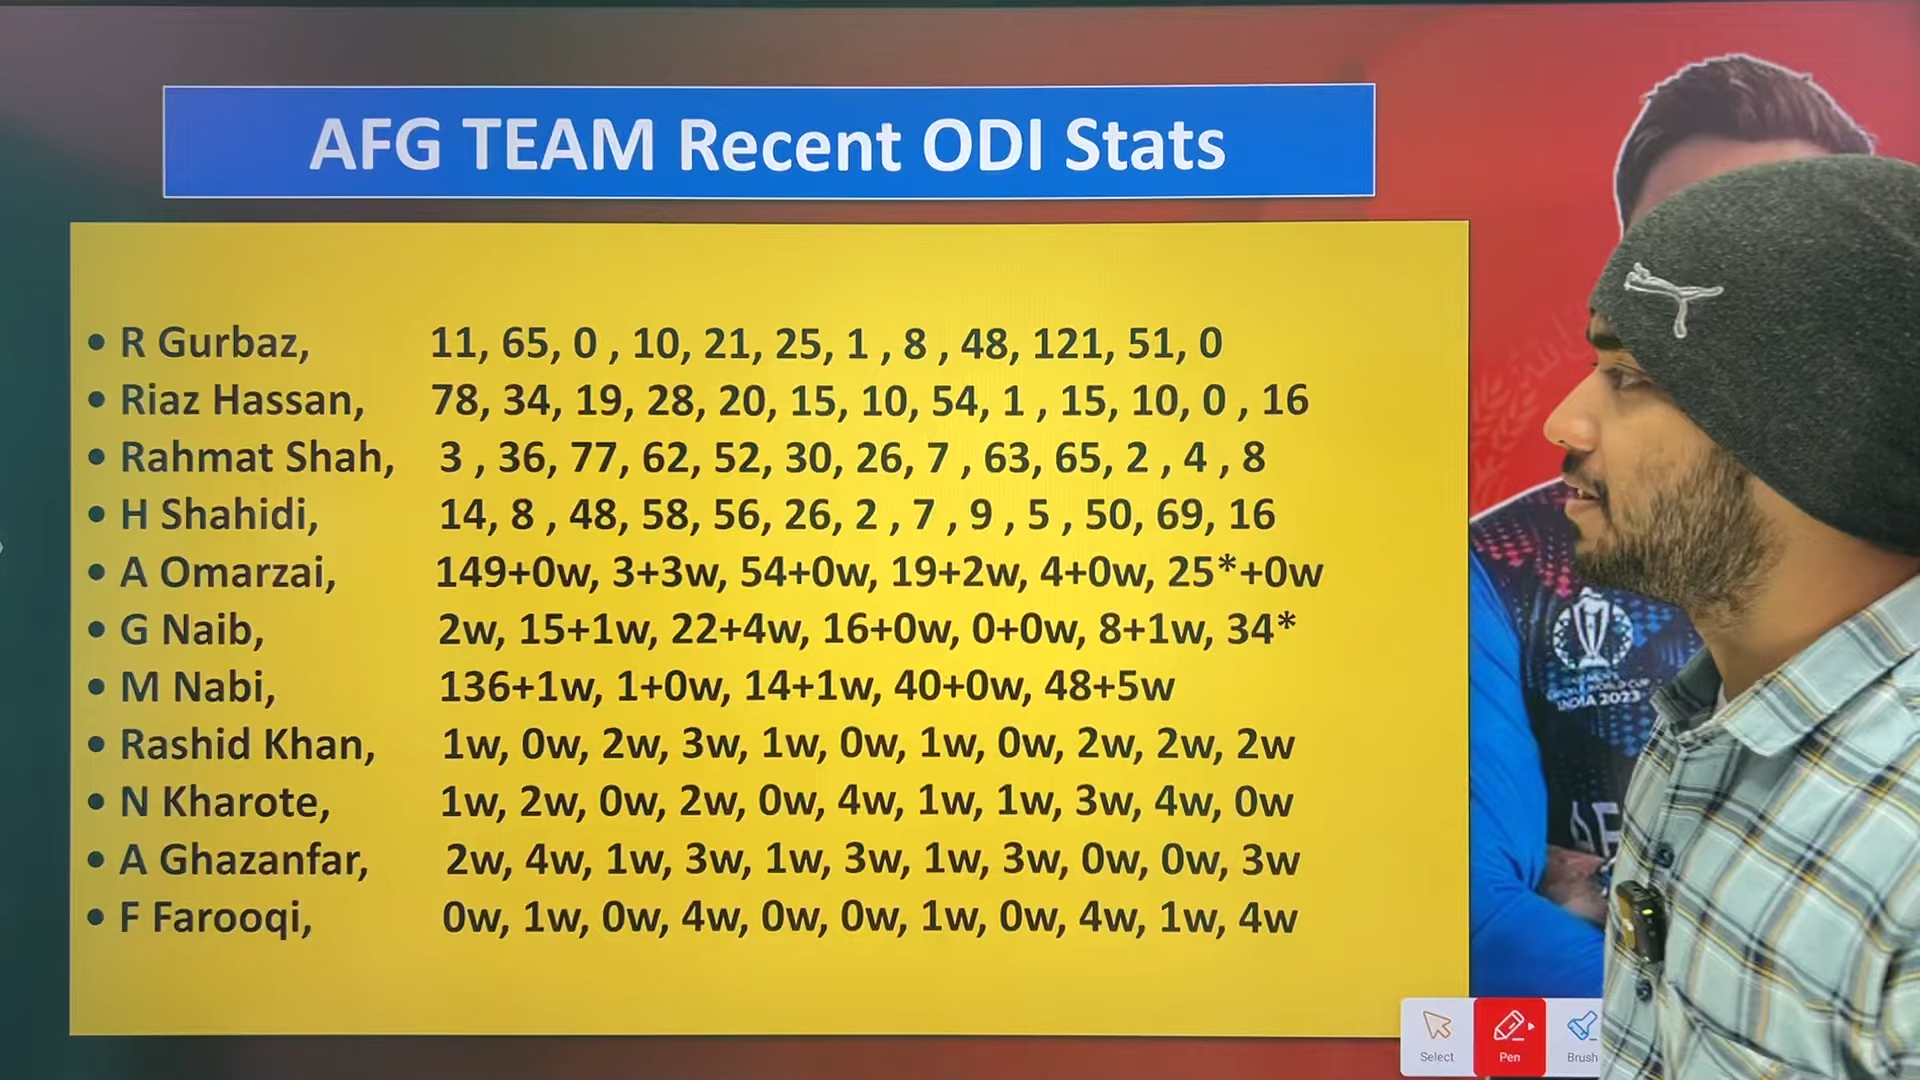 AFG TEAM Recent ODI Stats
• R Gurbaz, 11, 65, 0 , 10, 21, 25, 1 , 8 , 48, 121, 51, 0
• Riaz Hassan, 78, 34, 19, 28, 20, 15, 10, 54, 1 , 15, 10, 0 , 16
• Rahmat Shah, 3 , 36, 77, 62, 52, 30, 26, 7 , 63, 65, 2 , 4 , 8
• H Shahidi, 14, 8 , 48, 58, 56, 26, 2 , 7 , 9 , 5 , 50, 69, 16
• A Omarzai, 149+0w, 3+3w, 54+0w, 19+2w, 4+0w, 25*+0w
• G Naib, 2w, 15+1w, 22+4w, 16+0w, 0+0w, 8+1w, 34*
• M Nabi, 136+1w, 1+0w, 14+1w, 40+0w, 48+5w
• Rashid Khan, 1w, 0w, 2w, 3w, 1w, 0w, 1w, 0w, 2w, 2w, 2w
• N Kharote, 1w, 2w, 0w, 2w, 0w, 4w, 1w, 1w, 3w, 4w, 0w
• A Ghazanfar, 2w, 4w, 1w, 3w, 1w, 3w, 1w, 3w, 0w, 0w, 3w
• F Farooqi, 0w, 1w, 0w, 4w, 0w, 0w, 1w, 0w, 4w, 1w, 4w
INDIA 2023
Select
Pen
Brush